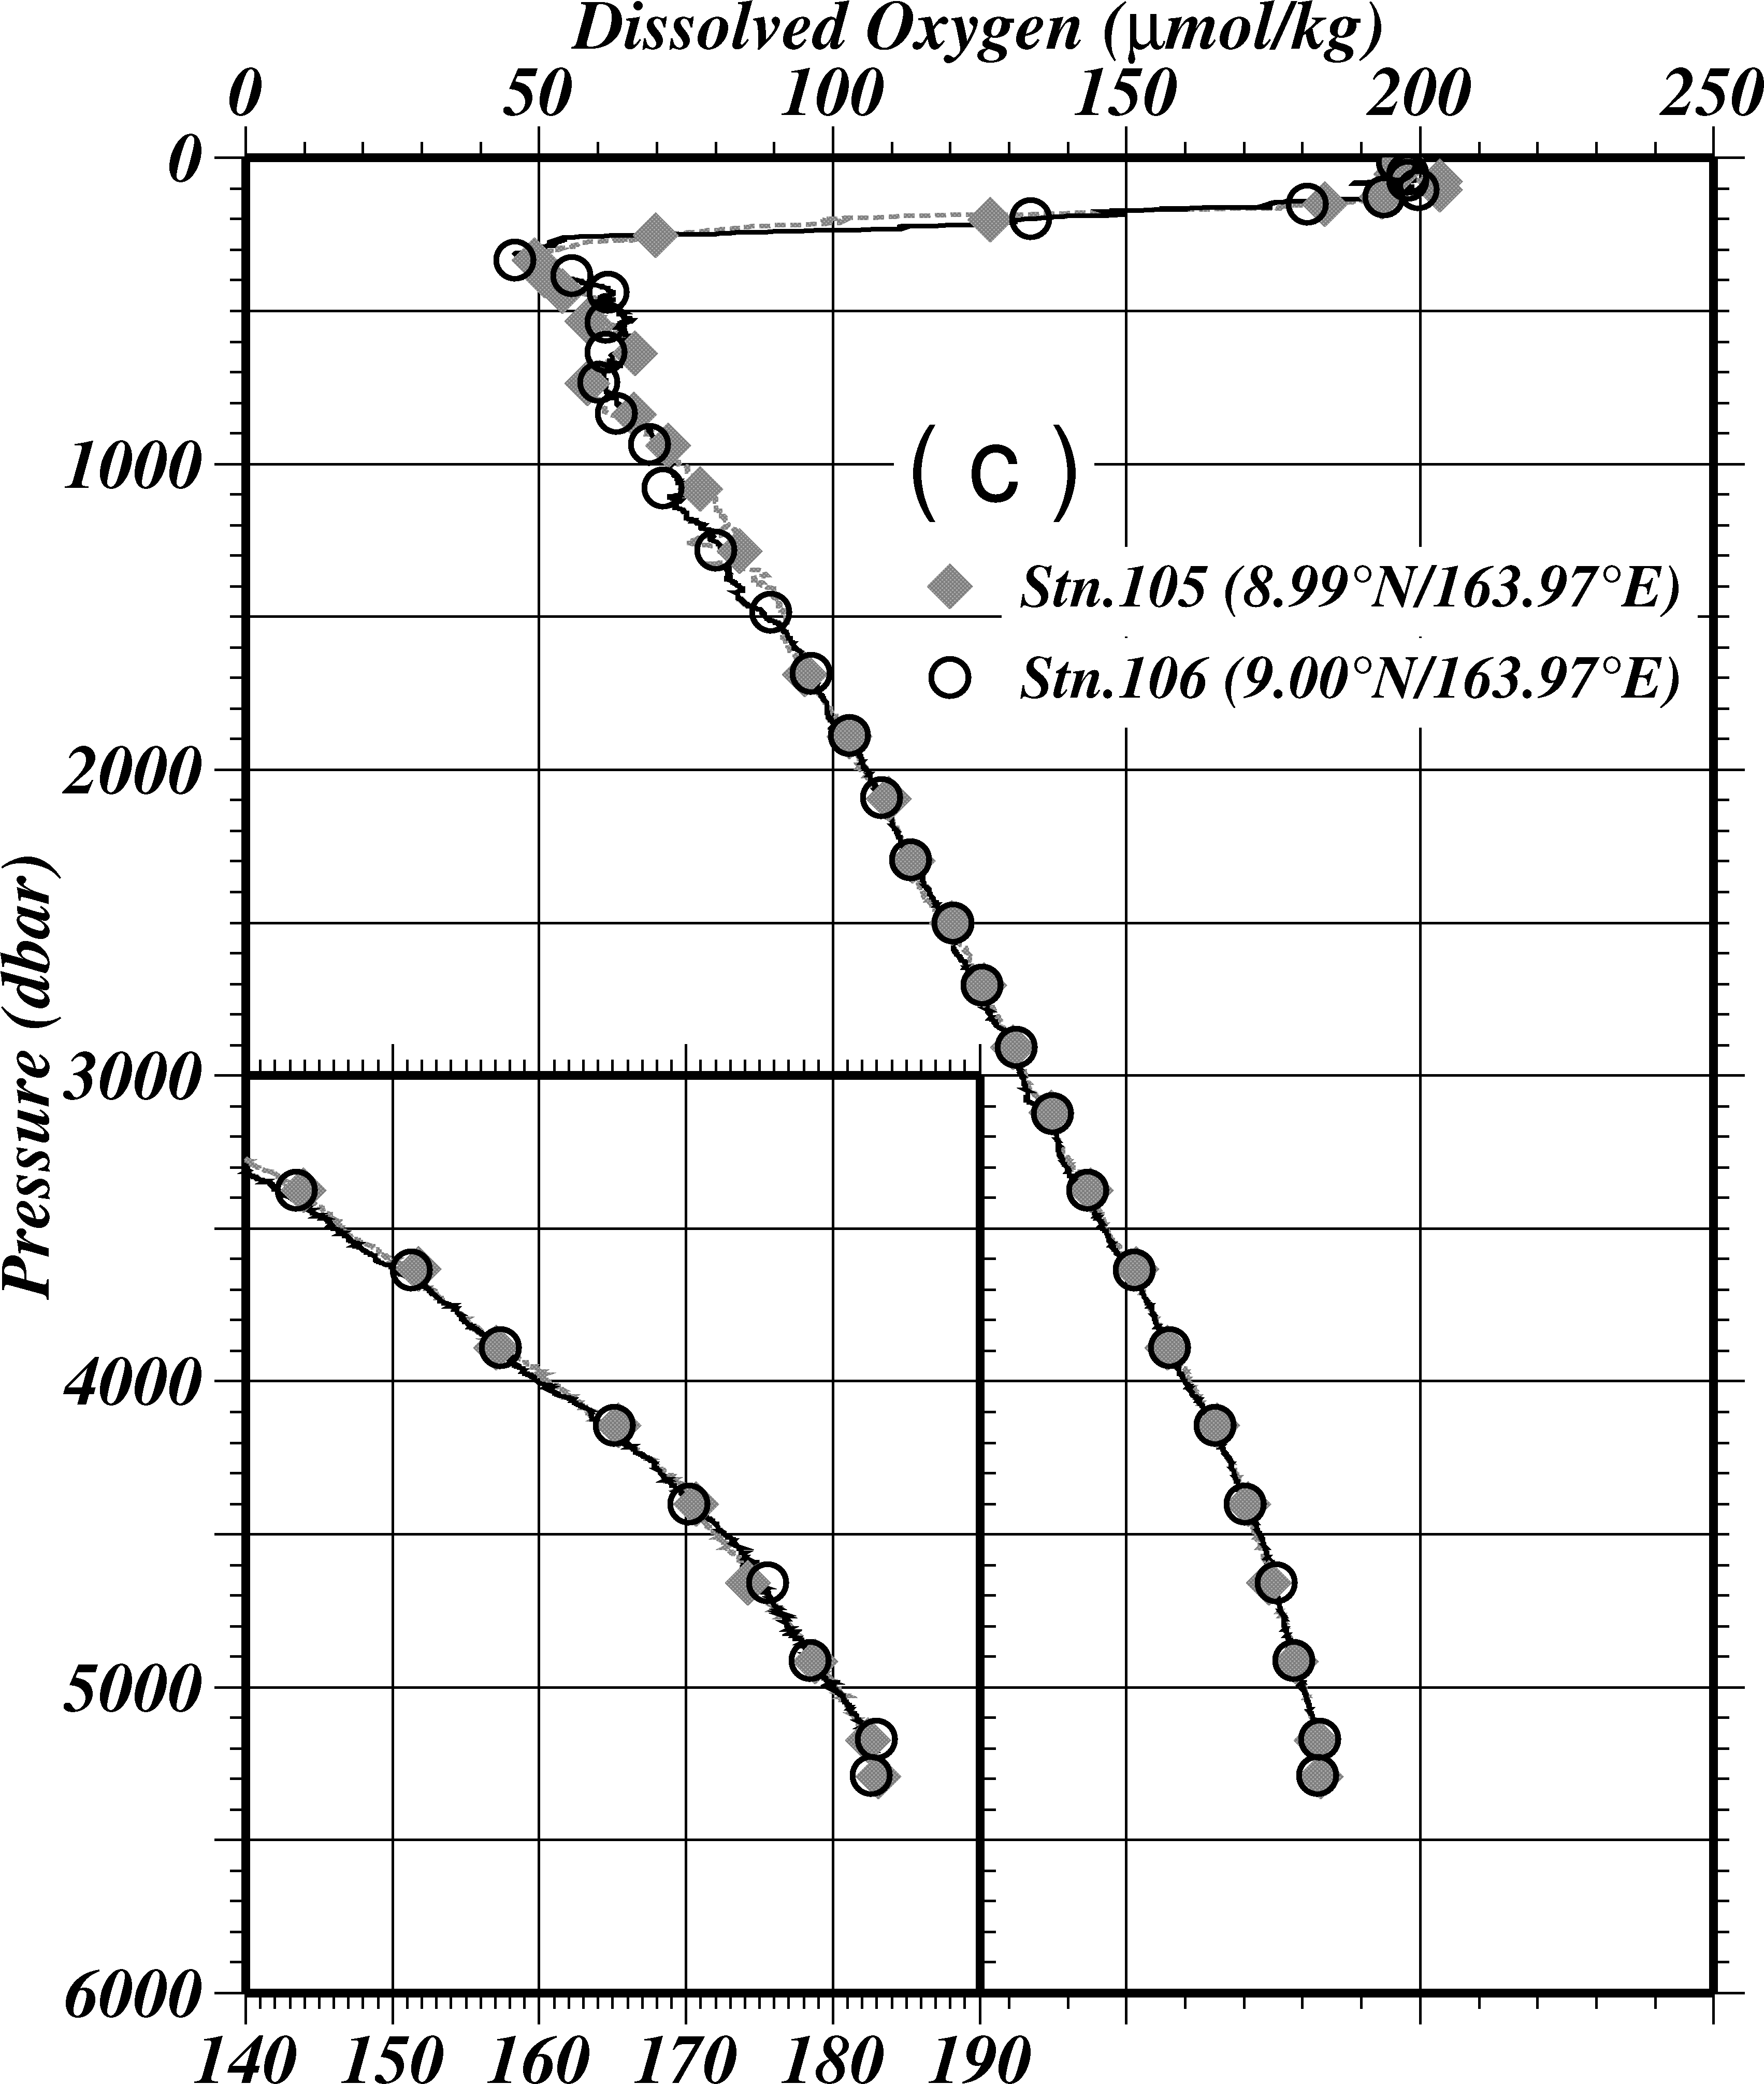 Dissolved Oxygen (μmol/kg)
0 50 100 150 200 250
0
1000
( c )
Stn.105 (8.99°N/163.97°E)
Stn.106 (9.00°N/163.97°E)
2000
Pressure (dbar)
3000
4000
5000
6000
140 150 160 170 180 190